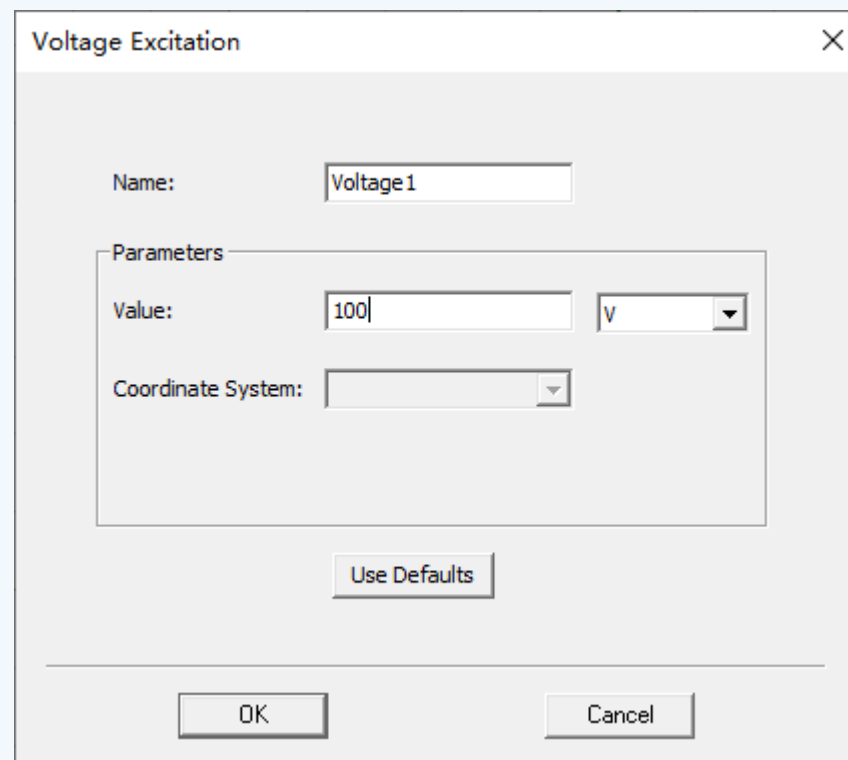 Voltage Excitation
Name: Voltage1
Parameters
Value: 100 V
Coordinate System:
Use Defaults
OK Cancel